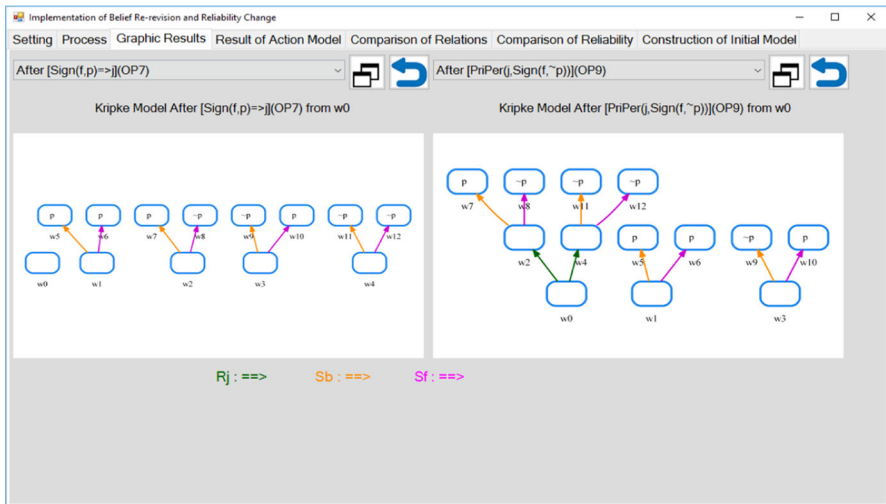 Implementation of Belief Re-revision and Reliability Change
Setting Process Graphic Results Result of Action Model Comparison of Relations Comparison of Reliability Construction of Initial Model
After [Sign(f,p)=>j](OP7)
After [PriPer(j,Sign(f,~p))](OP9)
Kripke Model After [Sign(f,p)=>j](OP7) from w0
Kripke Model After [PriPer(j,Sign(f,~p))](OP9) from w0
p p p ~p ~p p ~p ~p
w5 w6 w7 w8 w9 w10 w11 w12
w0 w1 w2 w3 w4
p ~p ~p ~p
w7 w8 w11 w12
p p ~p p
w2 w4 w5 w6 w9 w10
w0 w1 w3
Rj : ==> Sb : ==> Sf : ==>